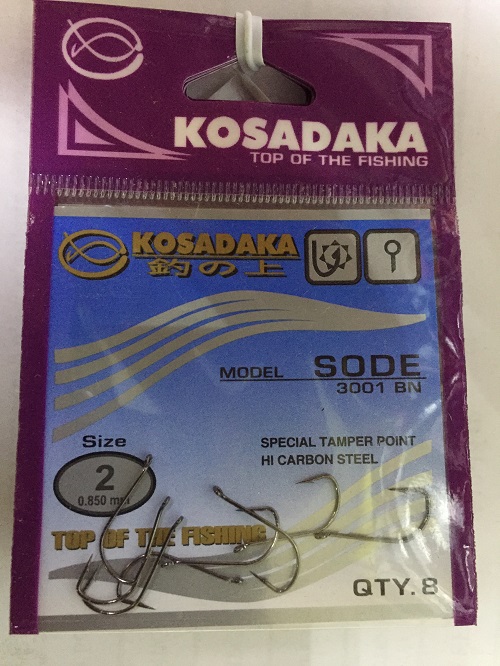 KOSADAKA
TOP OF THE FISHING
KOSADAKA
釣の上
MODEL SODE
3001 BN
Size
2
0.850 mm
SPECIAL TAMPER POINT
HI CARBON STEEL
TOP OF THE FISHING
QTY. 8